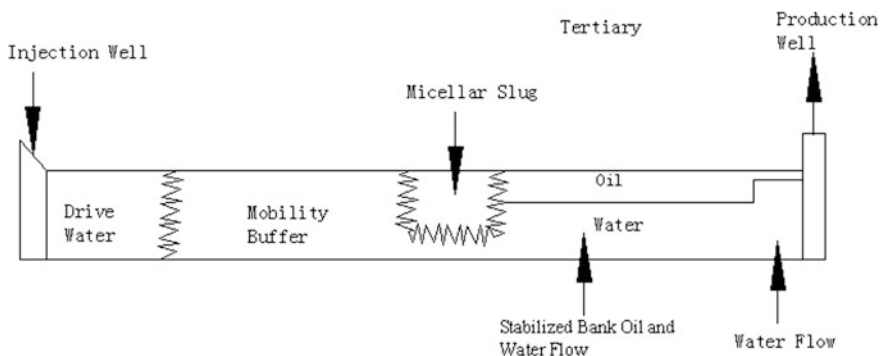 Tertiary
Production
Well
Injection Well
Micellar Slug
Oil
Drive
Water
Mobility
Buffer
Water
Stabilized Bank Oil and
Water Flow
Water Flow